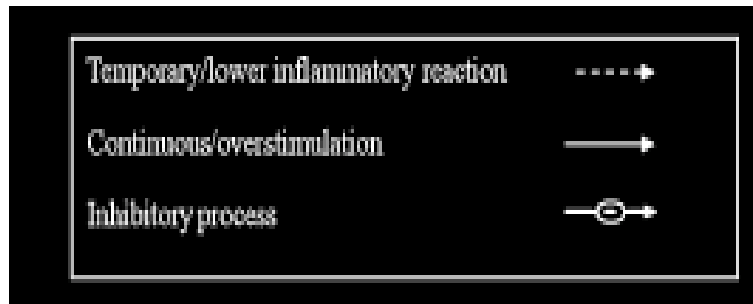 Temporary/lower inflammatory reaction
Continuous/overstimulation
Inhibitory process